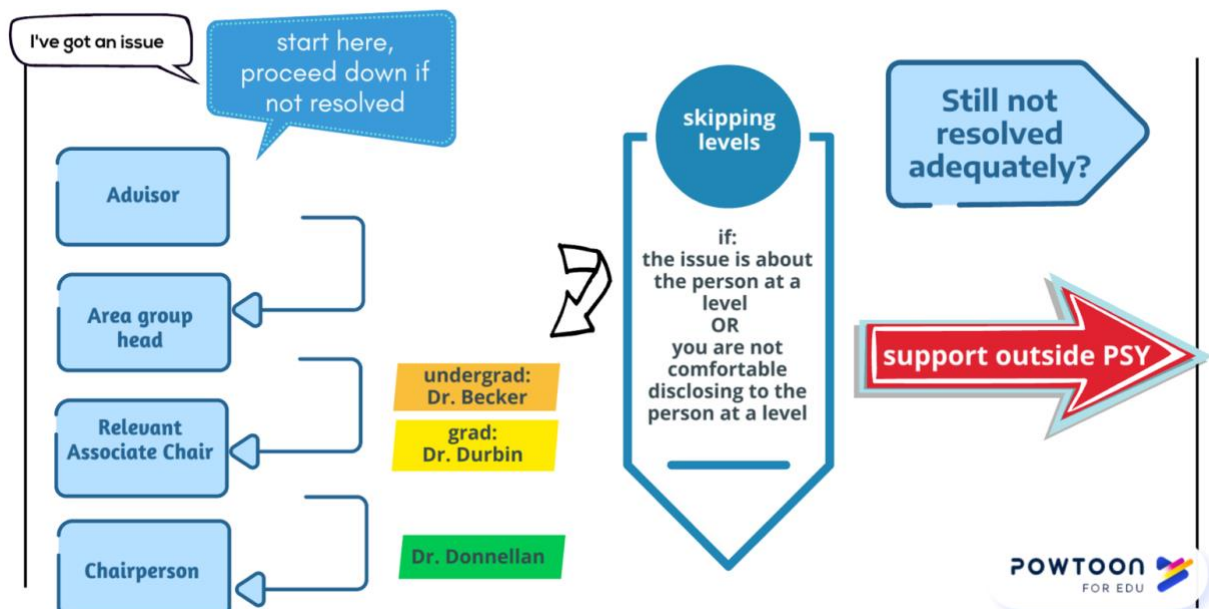 I've got an issue
start here,
proceed down if
not resolved
Advisor
Area group
head
Relevant
Associate Chair
Chairperson
undergrad:
Dr. Becker
grad:
Dr. Durbin
Dr. Donnellan
skipping
levels
if:
the issue is about
the person at a
level
OR
you are not
comfortable
disclosing to the
person at a level
Still not
resolved
adequately?
support outside PSY
POWTOON
FOR EDU